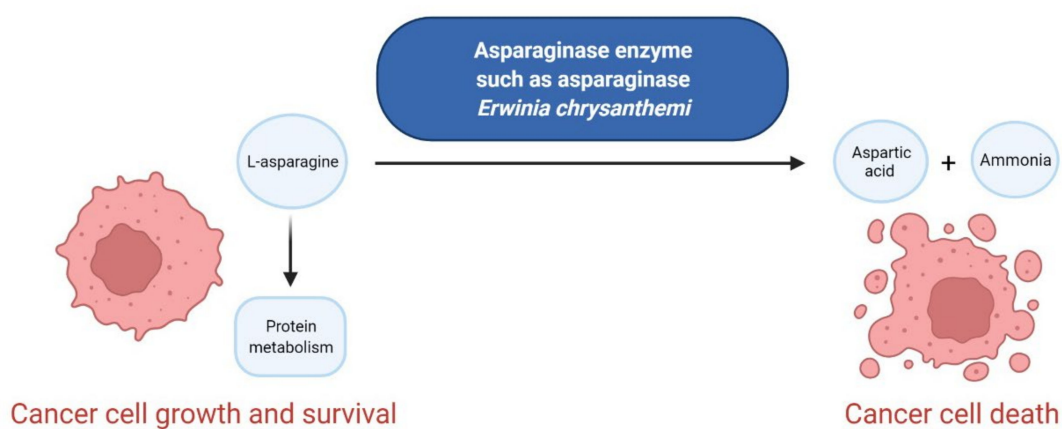 Asparaginase enzyme
such as asparaginase
Erwinia chrysanthemi
L-asparagine
Aspartic
acid
+
Ammonia
Protein
metabolism
Cancer cell growth and survival
Cancer cell death